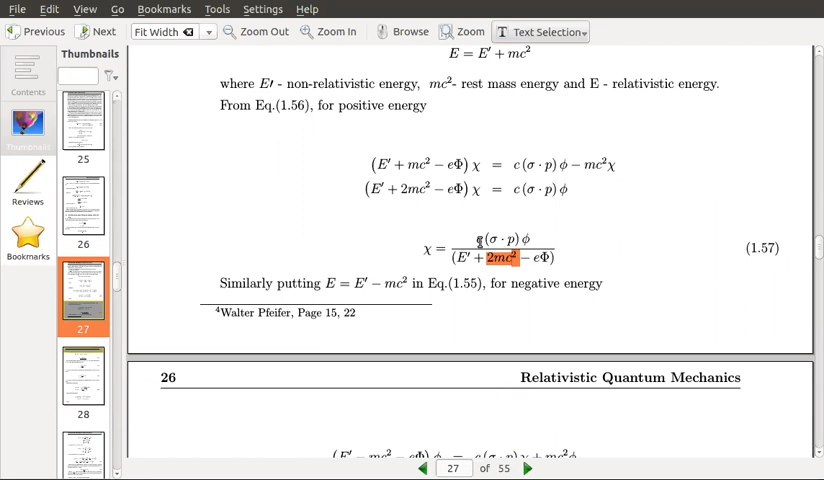 File Edit View Go Bookmarks Tools Settings Help
Previous Next Fit Width Zoom Out Zoom In Browse Zoom Text Selection
Thumbnails
Contents
Thumbnails
Reviews
Bookmarks
25
26
27
28
E = E′ + mc²
where E′ - non-relativistic energy, mc²- rest mass energy and E - relativistic energy.
From Eq.(1.56), for positive energy
(E′ + mc² − eΦ) χ = c (σ · p) ϕ − mc²χ
(E′ + 2mc² − eΦ) χ = c (σ · p) ϕ
χ = c (σ · p) ϕ / (E′ + 2mc² − eΦ) (1.57)
Similarly putting E = E′ − mc² in Eq.(1.55), for negative energy
⁴Walter Pfeifer, Page 15, 22
26 Relativistic Quantum Mechanics
(E′ − mc² − eΦ) ϕ = c (σ · p) χ + mc²ϕ
27 of 55